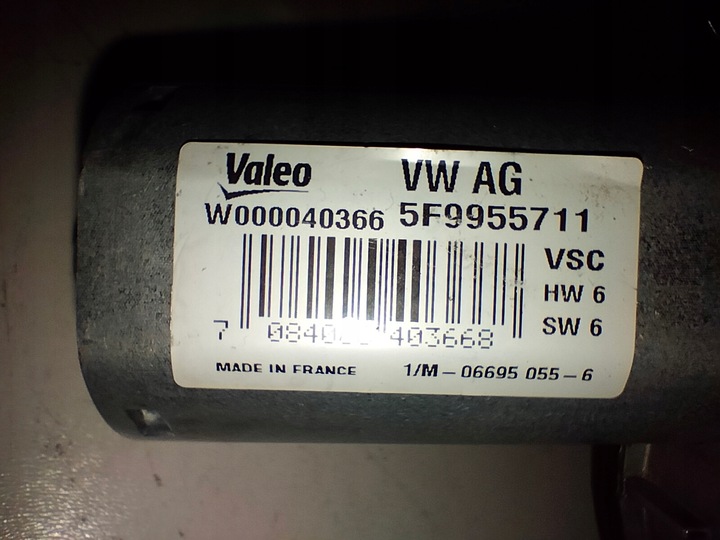 Valeo VW AG
W000040366 5F9955711
VSC
HW 6
SW 6
7 403668
MADE IN FRANCE 1/M-06695 055-6